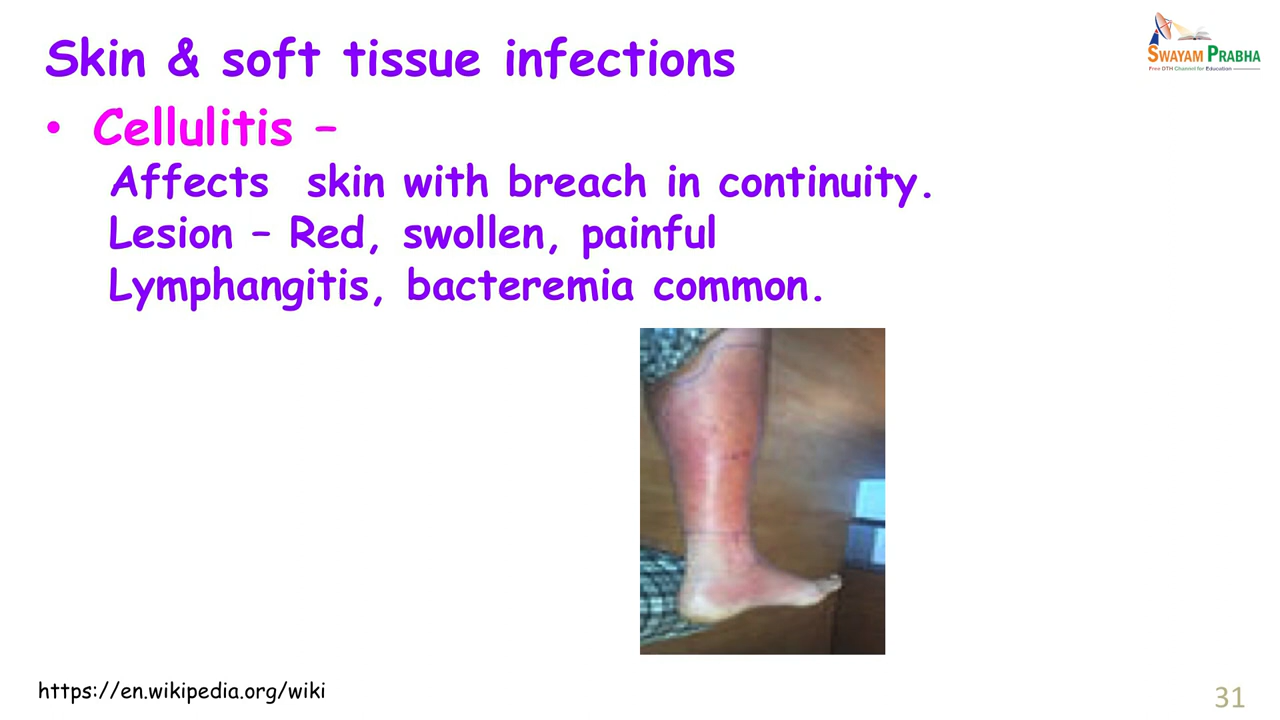 Skin & soft tissue infections
SWAYAM PRABHA
Free DTH Channel for Education
• Cellulitis –
Affects skin with breach in continuity.
Lesion – Red, swollen, painful
Lymphangitis, bacteremia common.
https://en.wikipedia.org/wiki
31